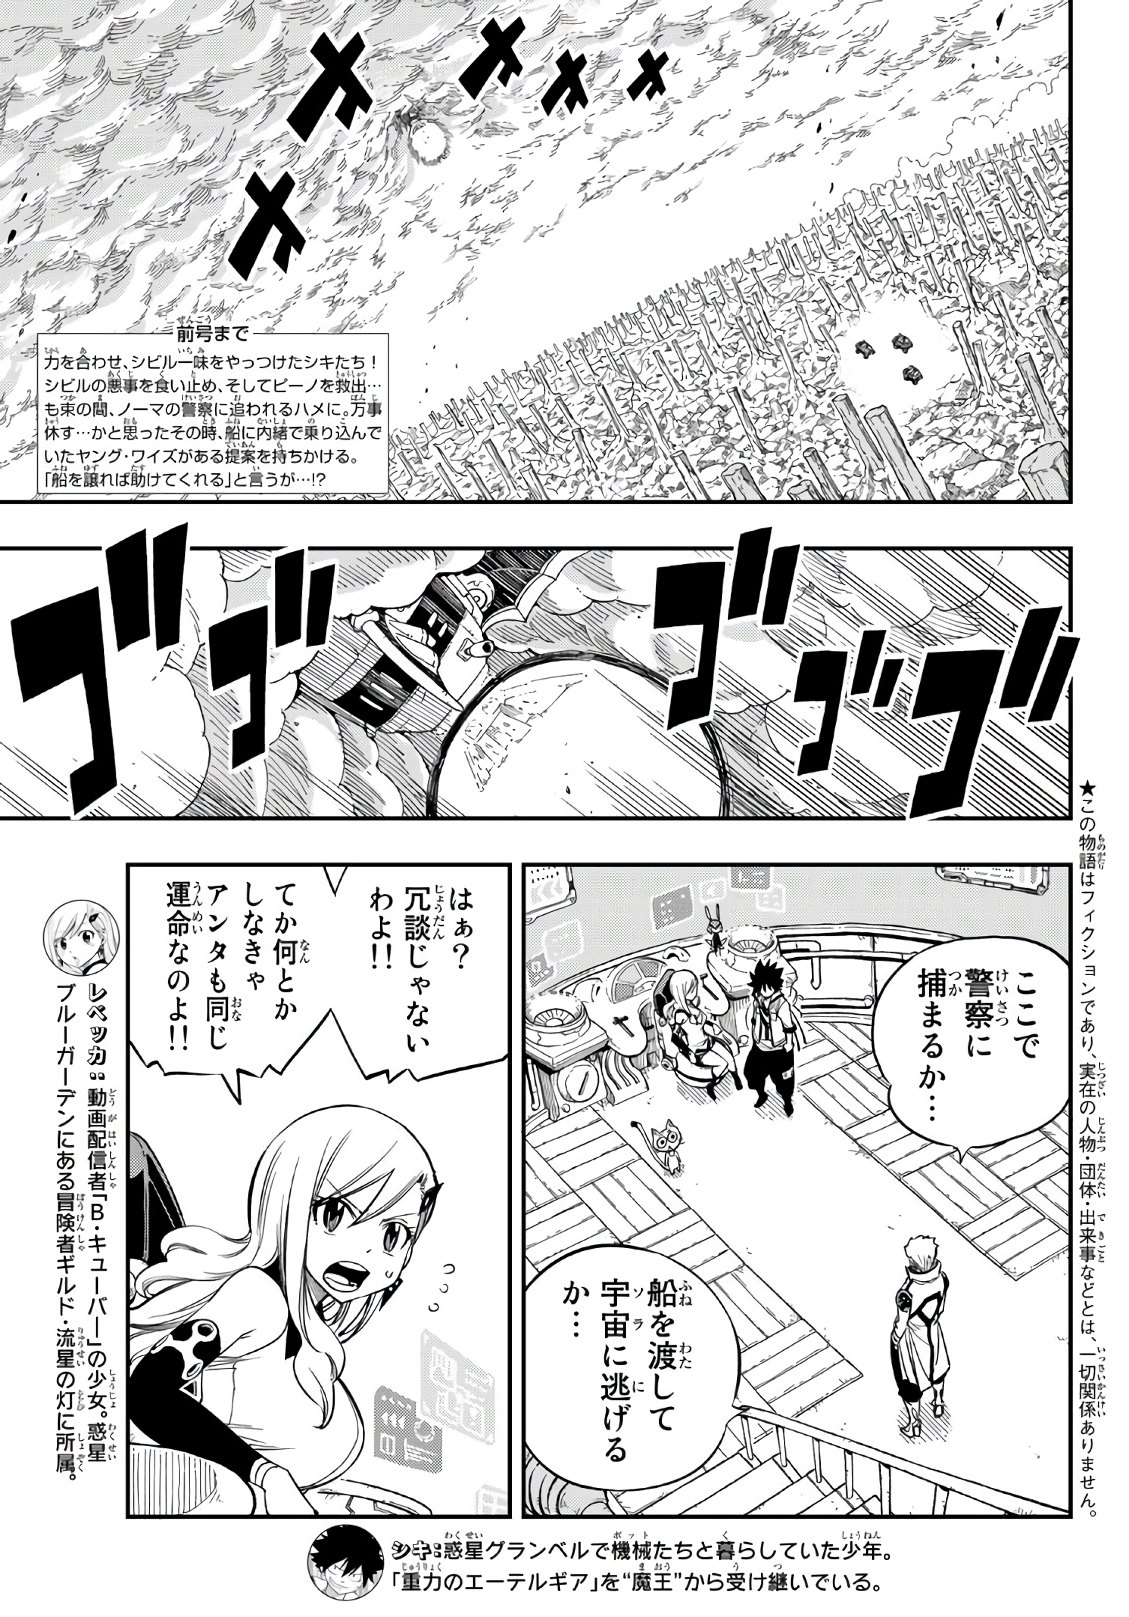 メメメメメ
前号まで
力を合わせ、シビル一味をやっつけたシキたち!
シビルの悪事を食い止め、そしてピーノを救出…
も束の間、ノーマの警察に追われるハメに。万事
休す…かと思ったその時、船に内緒で乗り込んで
いたヤング・ワイズがある提案を持ちかける。
「船を譲れば助けてくれる」と言うが…!?
ゴゴゴゴゴ
ここで
警察に
捕まるか…
船を渡して
宇宙に逃げる
か…
はぁ?
冗談じゃない
わよ!!
てか何とか
しなきゃ
アンタも同じ
運命なのよ!!
★この物語はフィクションであり、実在の人物・団体・出来事などとは、一切関係ありません。
レベッカ:動画配信者「B・キューバー」の少女。惑星
ブルーガーデンにある冒険者ギルド・流星の灯に所属。
シキ:惑星グランベルで機械たちと暮らしていた少年。
「重力のエーテルギア」を“魔王”から受け継いでいる。